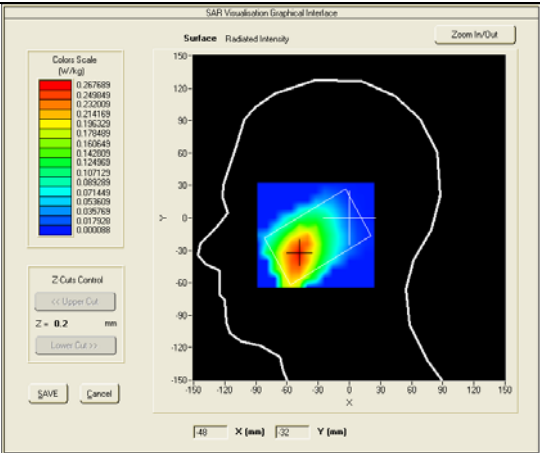 SAR Visualisation Graphical Interface
Surface Radiated Intensity
Zoom In/Out
Colors Scale
(W/kg)
0.267689
0.249849
0.232009
0.214169
0.196329
0.178489
0.160649
0.142809
0.124969
0.107129
0.089289
0.071449
0.053609
0.035769
0.017928
0.000088
150
120
90
60
30
0
-30
-60
-90
-120
-150
Y
-150 -120 -90 -60 -30 0 30 60 90 120 150
X
Z-Cuts Control
<< Upper Cut
Z = 0.2 mm
Lower Cut >>
SAVE Cancel
-48 X (mm) -32 Y (mm)